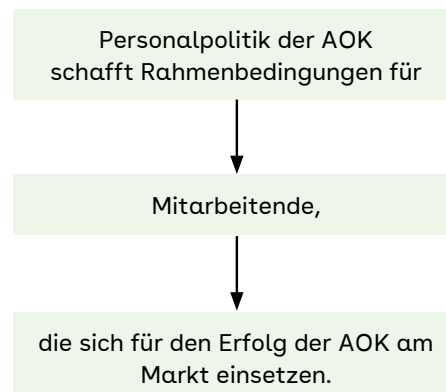 Personalpolitik der AOK
schafft Rahmenbedingungen für
Mitarbeitende,
die sich für den Erfolg der AOK am
Markt einsetzen.